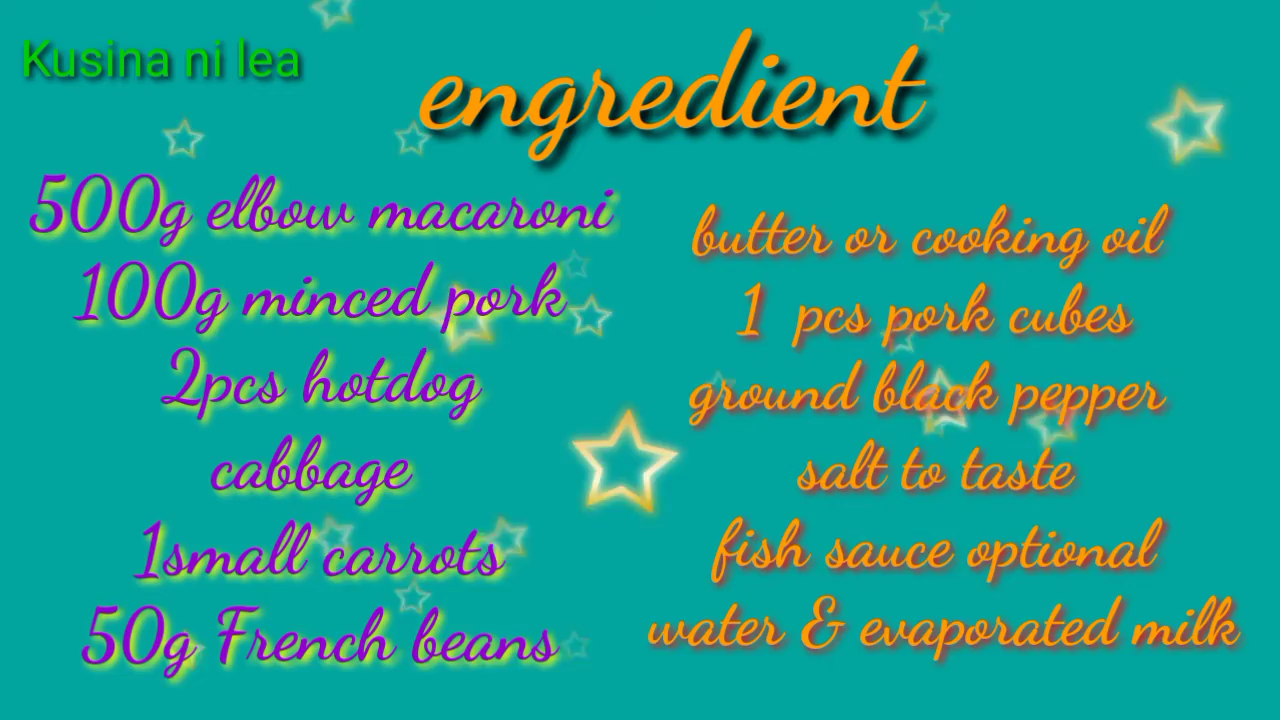 Kusina ni lea
engredient
500g elbow macaroni
100g minced pork
2pcs hotdog
cabbage
1small carrots
50g French beans
butter or cooking oil
1 pcs pork cubes
ground black pepper
salt to taste
fish sauce optional
water & evaporated milk